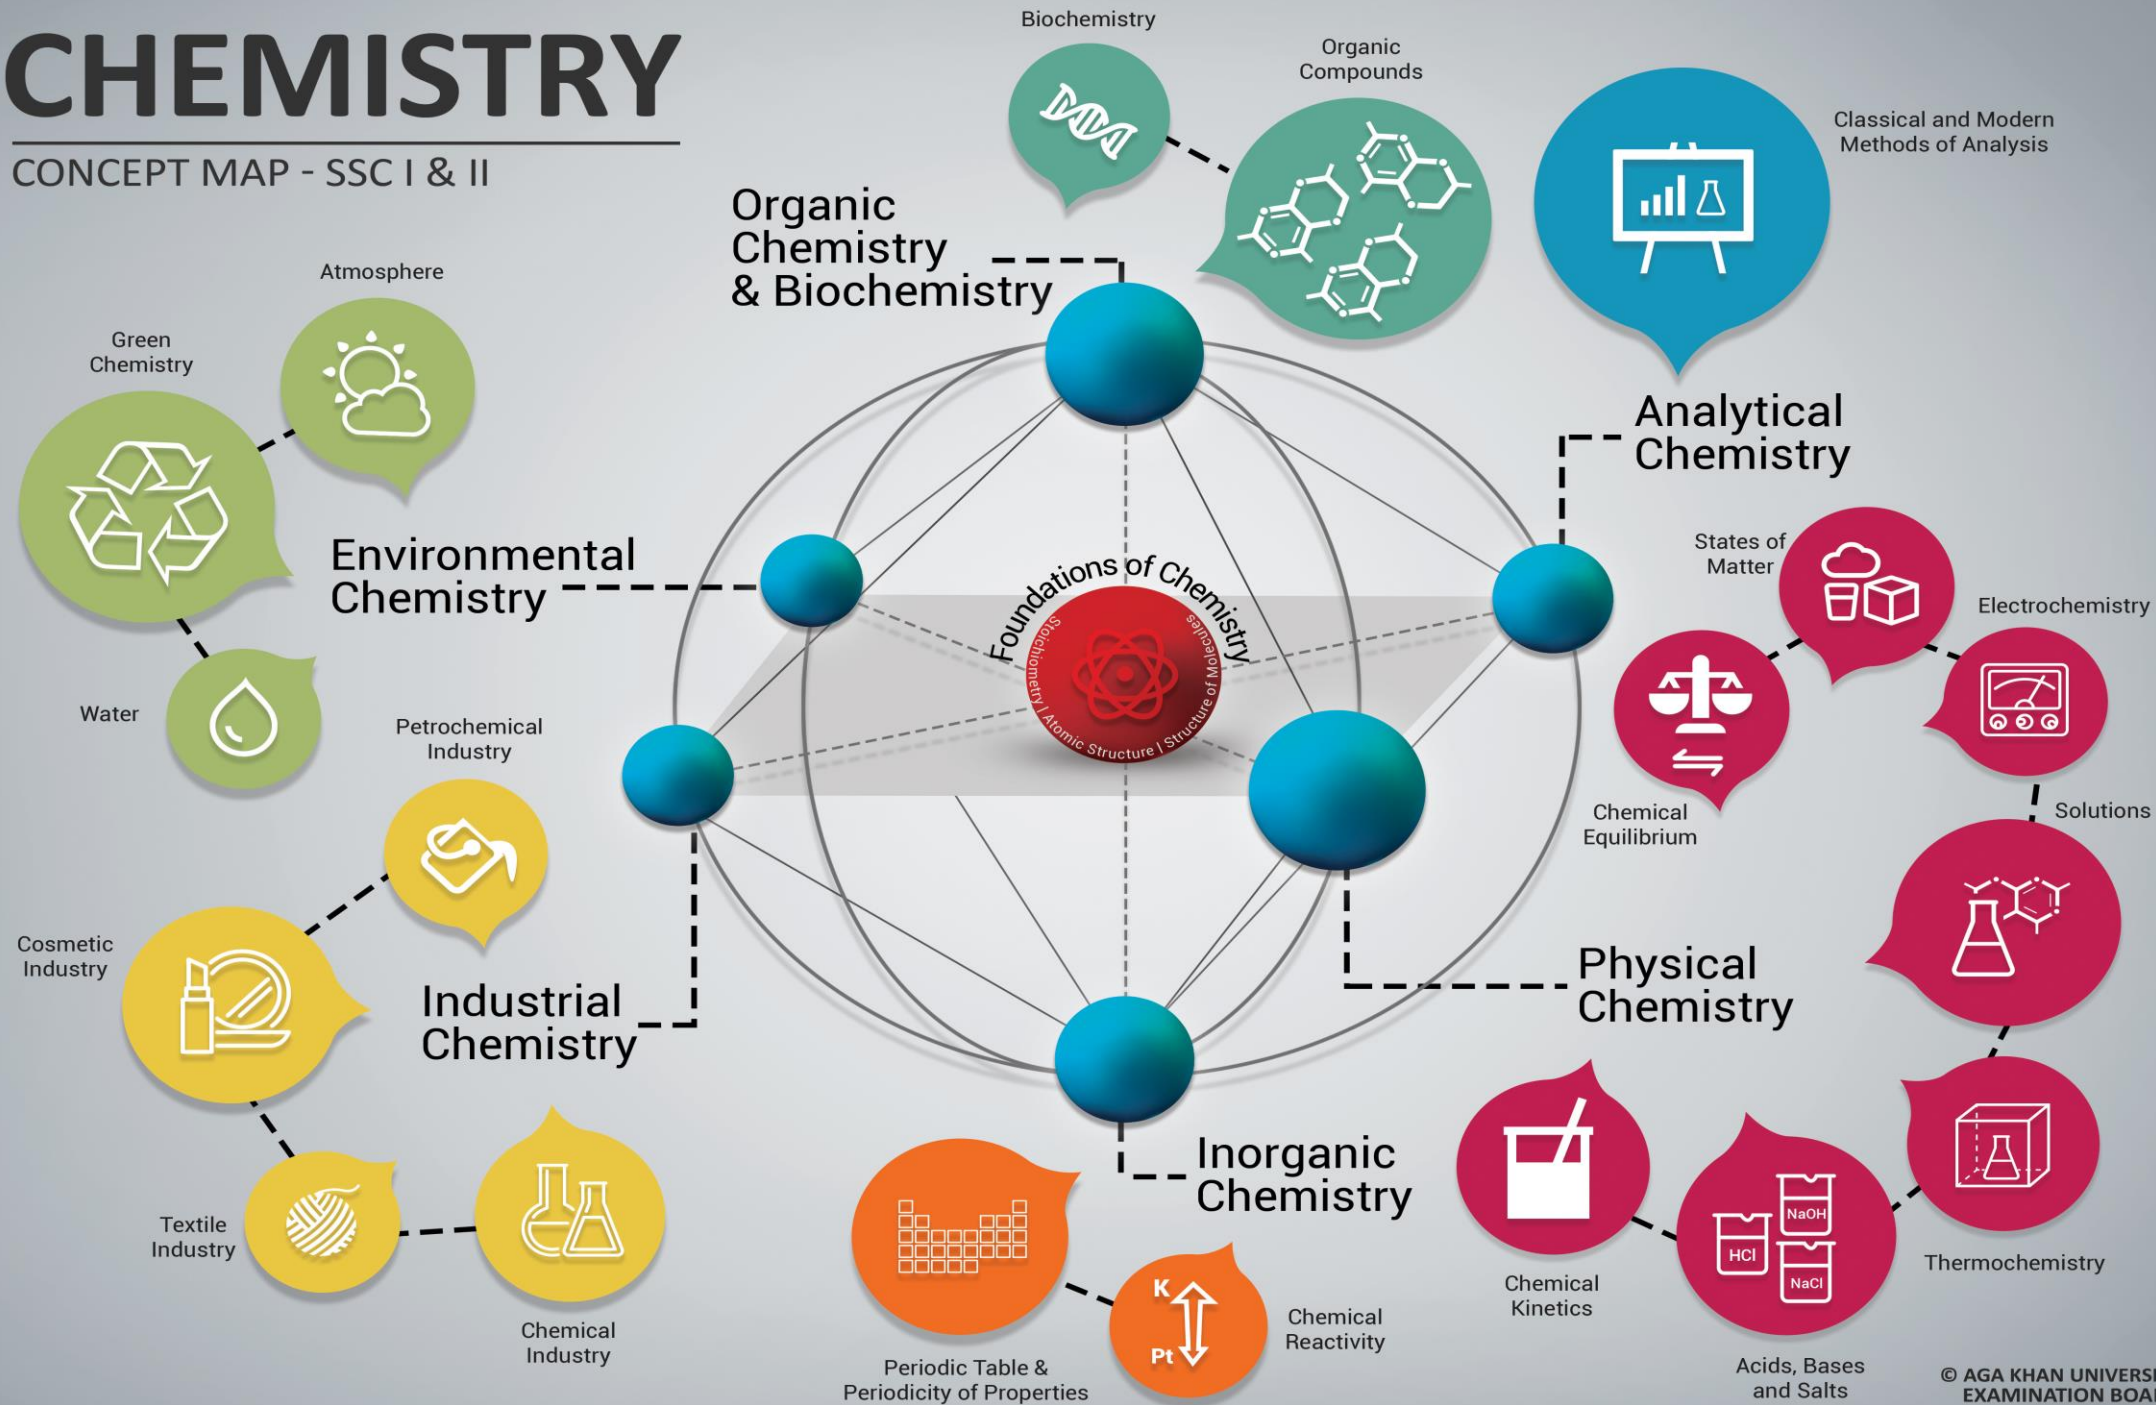 CHEMISTRY
CONCEPT MAP - SSC I & II
Biochemistry
Organic
Compounds
Classical and Modern
Methods of Analysis
Organic
Chemistry
& Biochemistry
Atmosphere
Green
Chemistry
Water
Environmental
Chemistry
Analytical
Chemistry
States of
Matter
Electrochemistry
Chemical
Equilibrium
Solutions
Foundations of Chemistry
Stoichiometry | Atomic Structure | Structure of Molecules
Petrochemical
Industry
Cosmetic
Industry
Industrial
Chemistry
Textile
Industry
Chemical
Industry
Physical
Chemistry
Inorganic
Chemistry
Periodic Table &
Periodicity of Properties
K
Pt
Chemical
Reactivity
Chemical
Kinetics
NaOH
HCl
NaCl
Acids, Bases
and Salts
Thermochemistry
© AGA KHAN UNIVERSI
EXAMINATION BOA